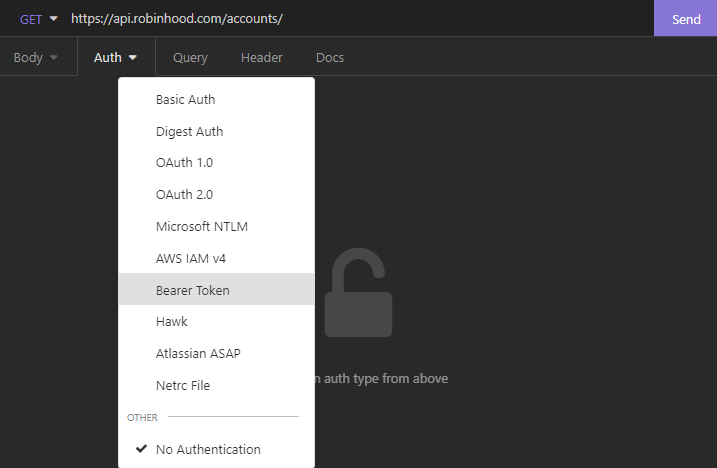 GET https://api.robinhood.com/accounts/ Send
Body Auth Query Header Docs
Basic Auth
Digest Auth
OAuth 1.0
OAuth 2.0
Microsoft NTLM
AWS IAM v4
Bearer Token
Hawk
Atlassian ASAP
n auth type from above
Netrc File
OTHER
No Authentication